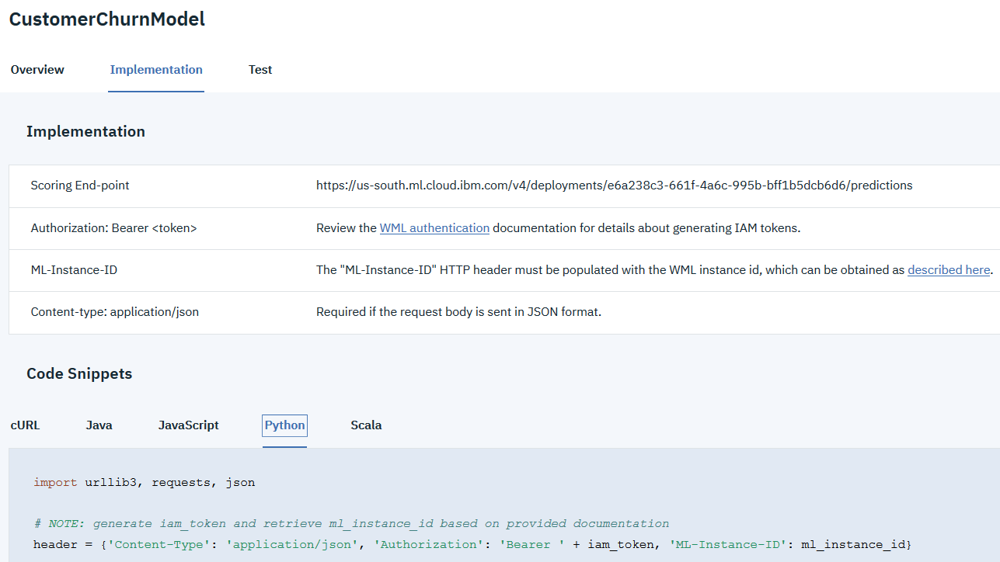 CustomerChurnModel
Overview Implementation Test
Implementation
Scoring End-point https://us-south.ml.cloud.ibm.com/v4/deployments/e6a238c3-661f-4a6c-995b-bff1b5dcb6d6/predictions
Authorization: Bearer <token> Review the WML authentication documentation for details about generating IAM tokens.
ML-Instance-ID The "ML-Instance-ID" HTTP header must be populated with the WML instance id, which can be obtained as described here.
Content-type: application/json Required if the request body is sent in JSON format.
Code Snippets
cURL Java JavaScript Python Scala
import urllib3, requests, json
# NOTE: generate iam_token and retrieve ml_instance_id based on provided documentation
header = {'Content-Type': 'application/json', 'Authorization': 'Bearer ' + iam_token, 'ML-Instance-ID': ml_instance_id}